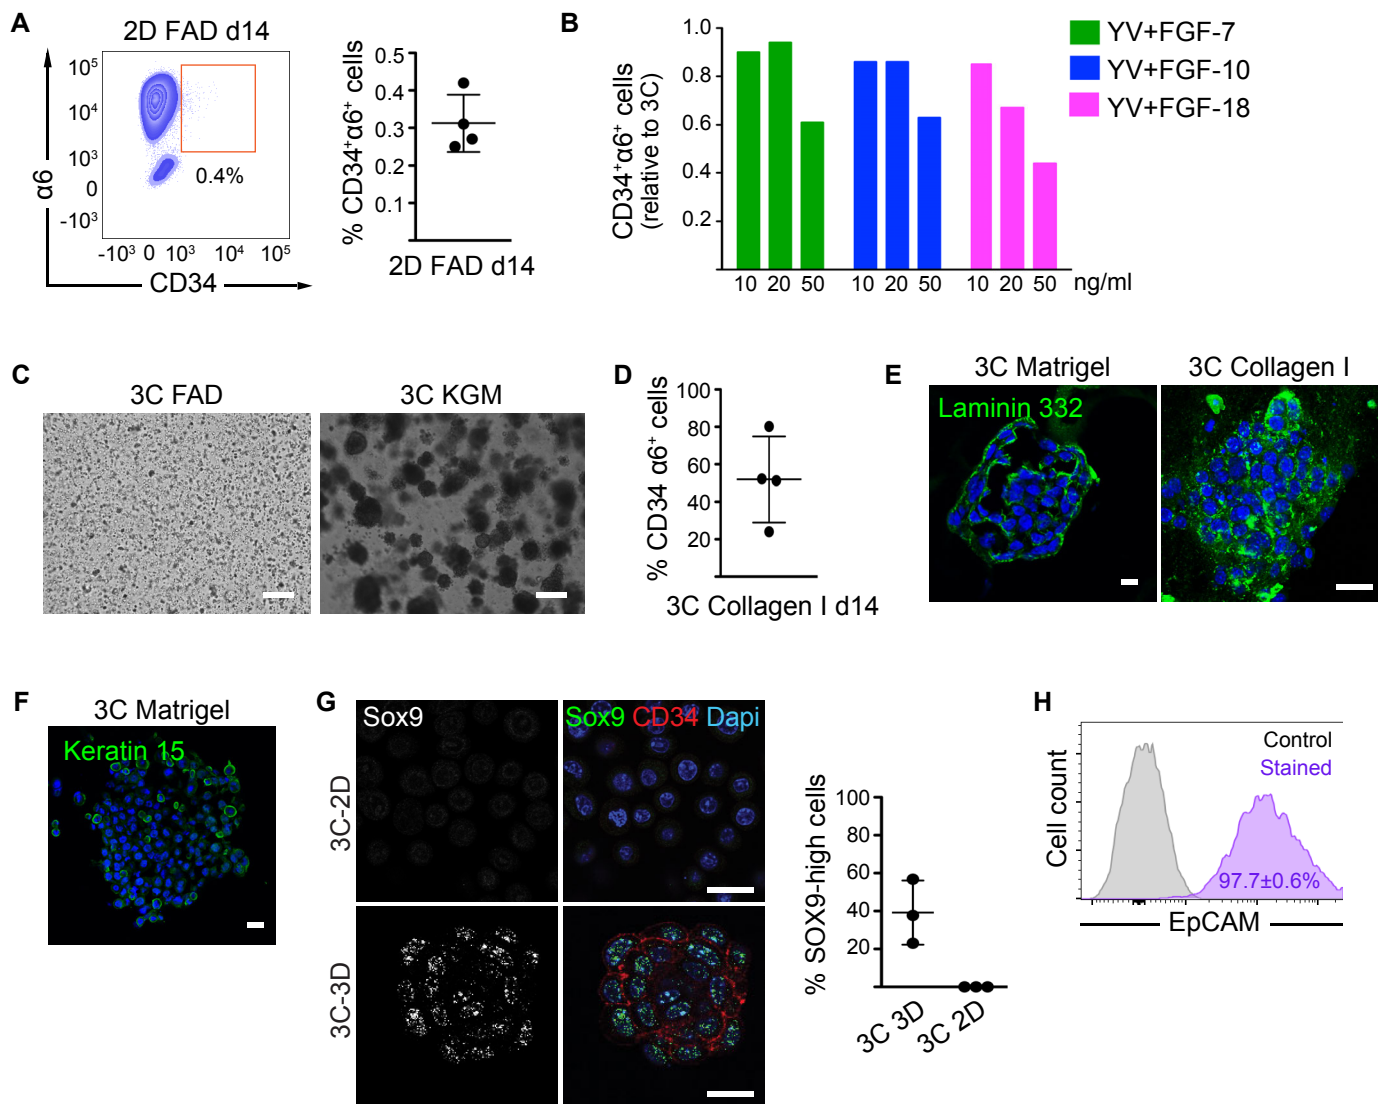 A
2D FAD d14
10⁵
10⁴
10³
0
-10³
α6
0.4%
-10³ 0 10³ 10⁴ 10⁵
CD34
% CD34⁺α6⁺ cells
0.5
0.4
0.3
0.2
0.1
2D FAD d14
B
CD34⁺α6⁺ cells
(relative to 3C)
1.0
0.8
0.6
0.4
0.2
10 20 50 10 20 50 10 20 50 ng/ml
YV+FGF-7
YV+FGF-10
YV+FGF-18
C
3C FAD
3C KGM
D
% CD34 α6⁺ cells
100
80
60
40
20
3C Collagen I d14
E
3C Matrigel
3C Collagen I
Laminin 332
F
3C Matrigel
Keratin 15
G
Sox9
Sox9 CD34 Dapi
3C-2D
3C-3D
% SOX9-high cells
100
80
60
40
20
3C 3D
3C 2D
H
Control
Stained
Cell count
97.7±0.6%
EpCAM